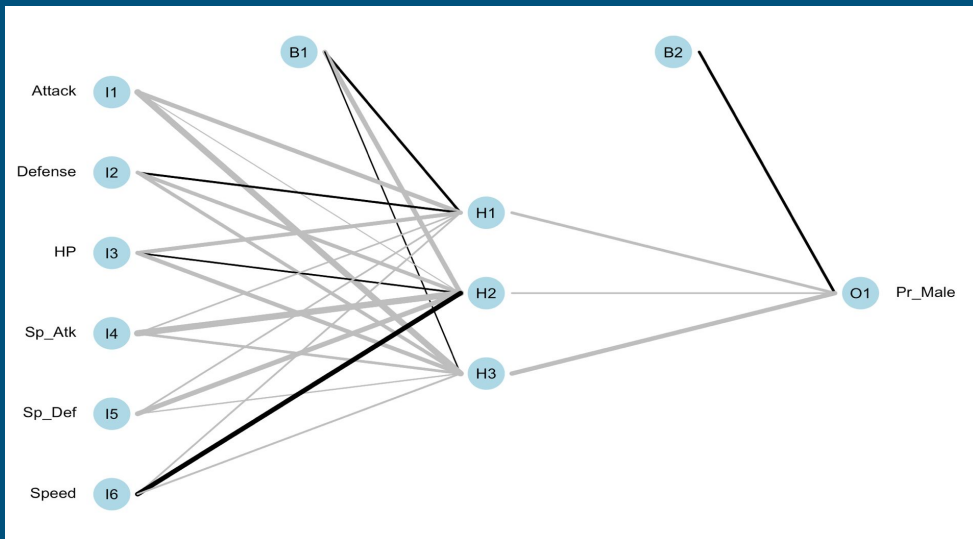 B1
B2
Attack I1
Defense I2
H1
HP I3
H2
O1 Pr_Male
Sp_Atk I4
H3
Sp_Def I5
Speed I6